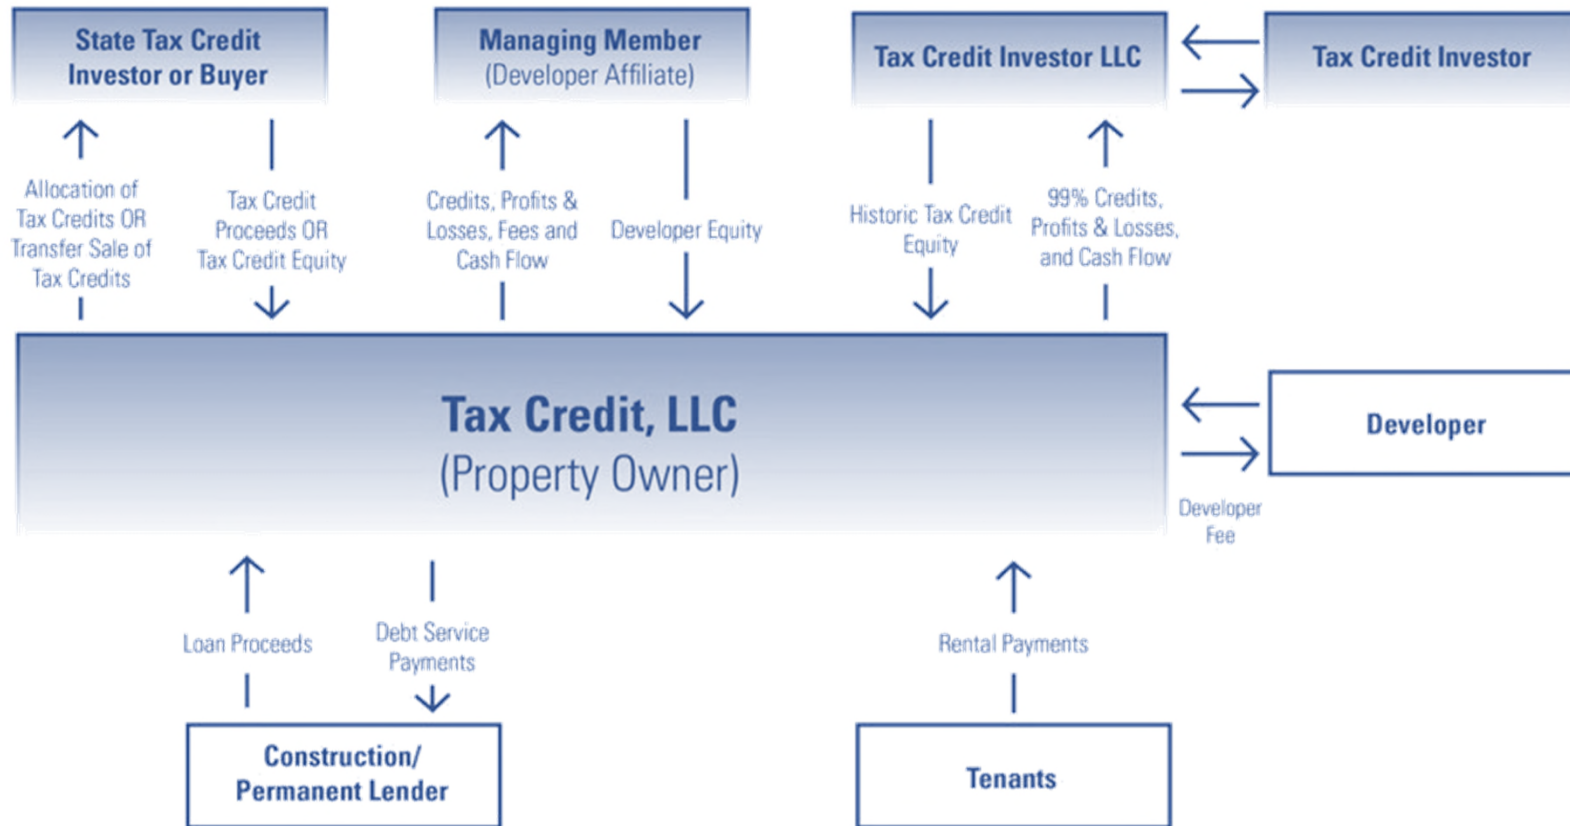 State Tax Credit
Investor or Buyer
Managing Member
(Developer Affiliate)
Tax Credit Investor LLC
Tax Credit Investor
Allocation of
Tax Credits OR
Transfer Sale of
Tax Credits
Tax Credit
Proceeds OR
Tax Credit Equity
Credits, Profits &
Losses, Fees and
Cash Flow
Developer Equity
Historic Tax Credit
Equity
99% Credits,
Profits & Losses,
and Cash Flow
Tax Credit, LLC
(Property Owner)
Developer
Developer
Fee
Loan Proceeds
Debt Service
Payments
Rental Payments
Construction/
Permanent Lender
Tenants